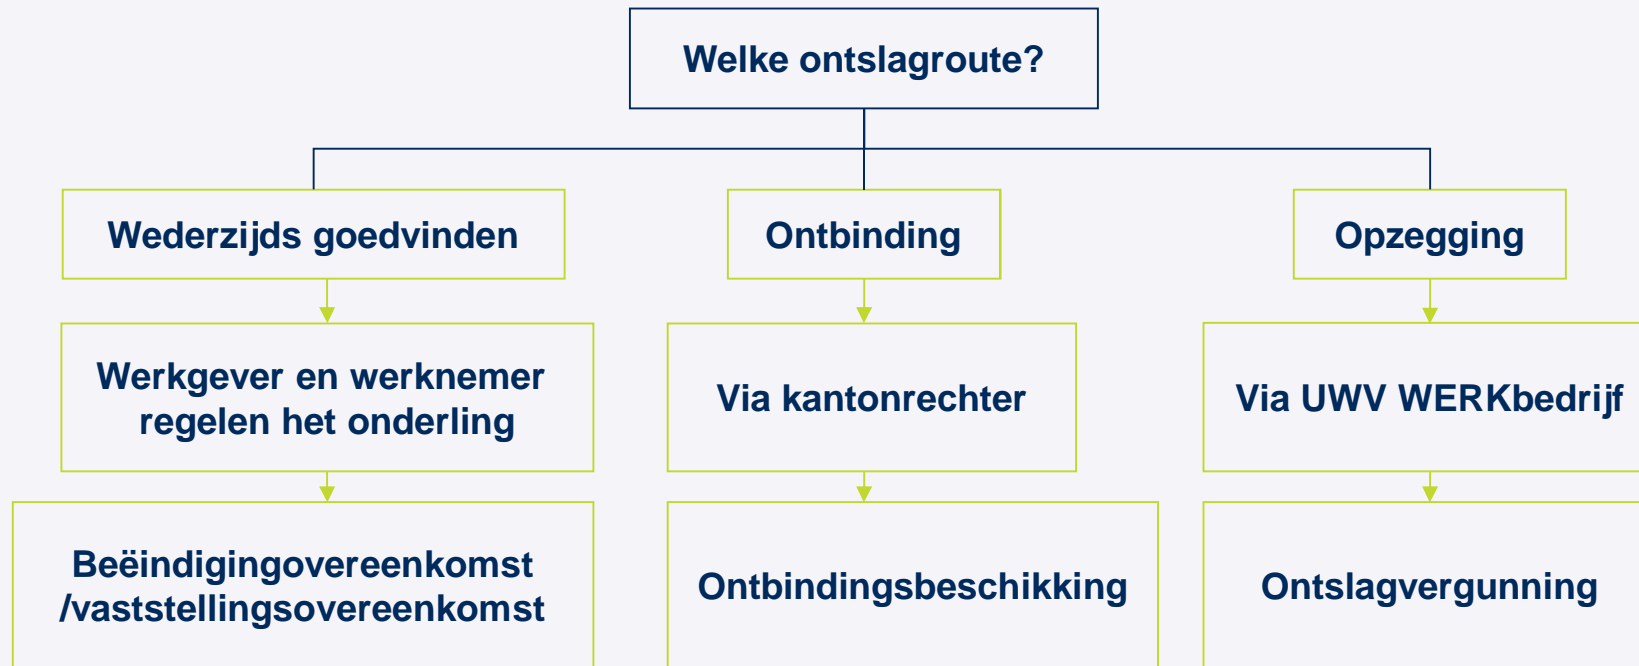 Welke ontslagroute?
Wederzijds goedvinden
Ontbinding
Opzegging
Werkgever en werknemer
regelen het onderling
Via kantonrechter
Via UWV WERKbedrijf
Beëindigingovereenkomst
/vaststellingsovereenkomst
Ontbindingsbeschikking
Ontslagvergunning